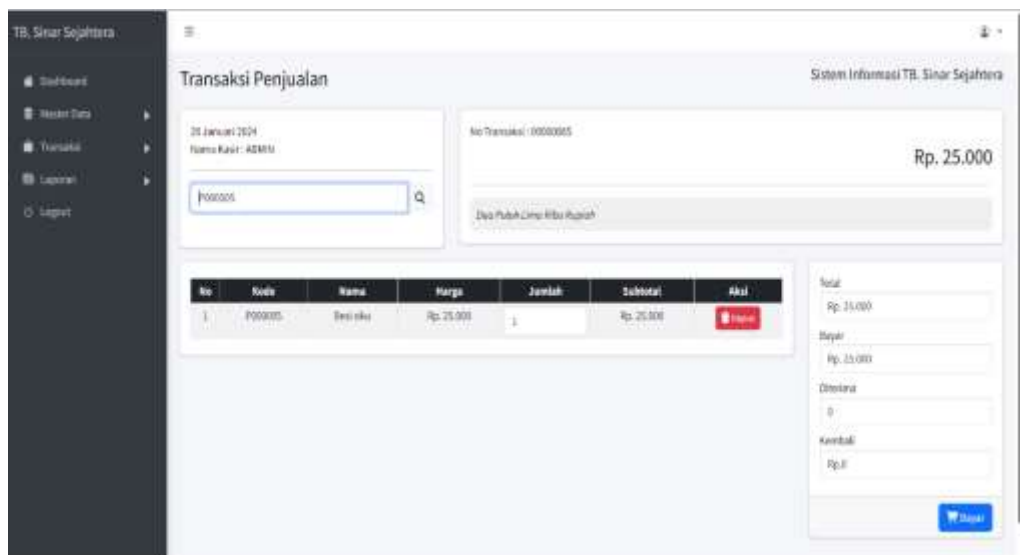 TB. Sinar Sejahtera
Dashboard
Master Data
Transaksi
Laporan
Logout
Transaksi Penjualan
Sistem Informasi TB. Sinar Sejahtera
Januari 2024
Nama Kasir : ADMIN
P000005
No Transaksi : 00000065
Rp. 25.000
Dua Puluh Lima Ribu Rupiah
No Kode Nama Harga Jumlah Subtotal Aksi
1 P000005 Besi siku Rp. 25.000 1 Rp. 25.000 Hapus
Total
Rp. 25.000
Bayar
Rp. 25.000
Diterima
0
Kembali
Rp.0
Bayar